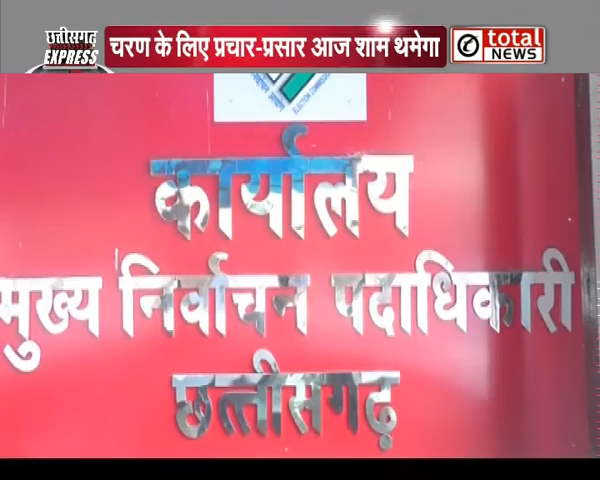 छत्तीसगढ़
EXPRESS
चरण के लिए प्रचार-प्रसार आज शाम थमेगा
total
NEWS
कार्यालय
मुख्य निर्वाचन पदाधिकारी
छत्तीसगढ़